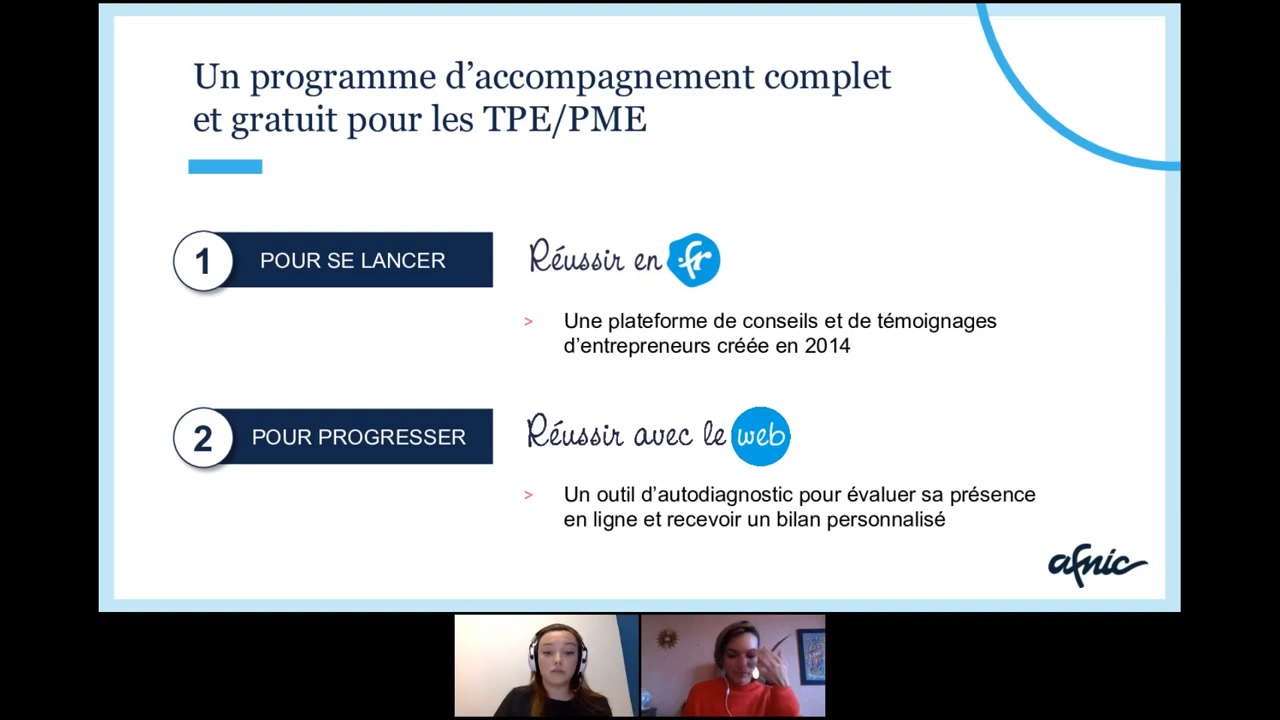 Un programme d’accompagnement complet
et gratuit pour les TPE/PME
1
POUR SE LANCER
Réussir en .fr
> Une plateforme de conseils et de témoignages
d’entrepreneurs créée en 2014
2
POUR PROGRESSER
Réussir avec le web
> Un outil d’autodiagnostic pour évaluer sa présence
en ligne et recevoir un bilan personnalisé
afnic